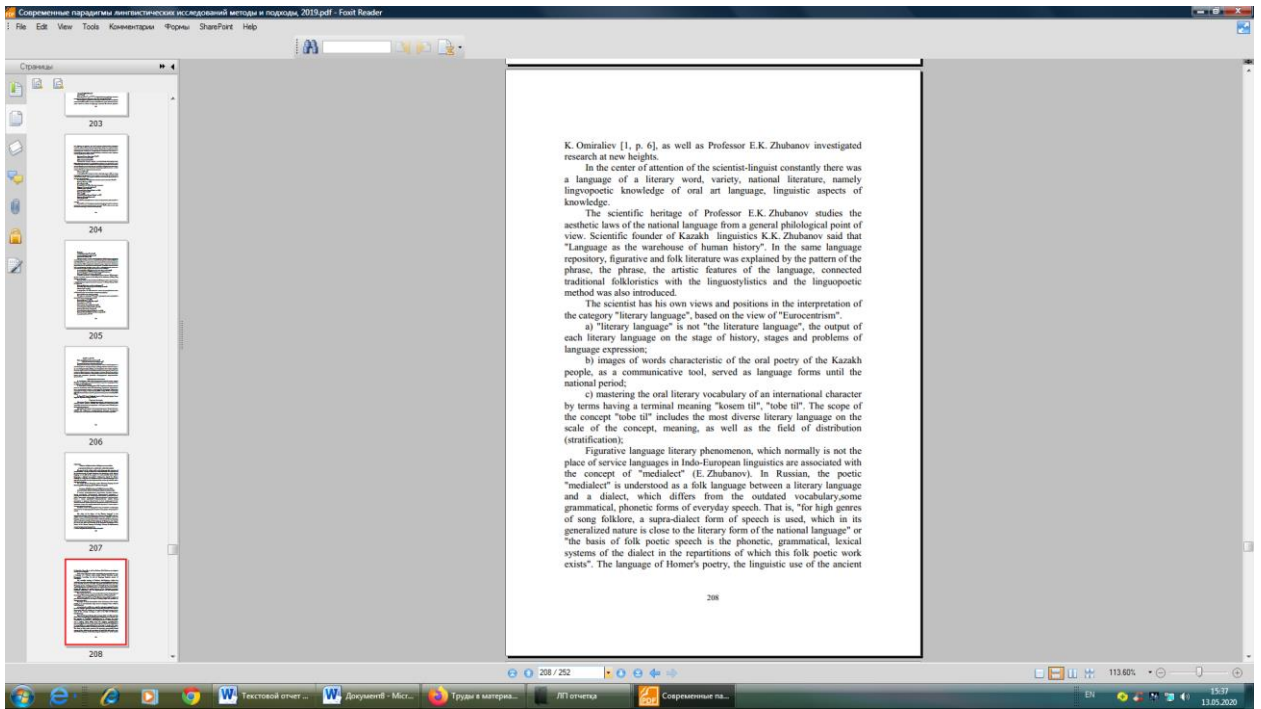 Современные парадигмы лингвистических исследований методы и подходы, 2019.pdf - Foxit Reader
File Edit View Tools Комментарии Формы SharePoint Help
Страницы
203
204
205
206
207
208
K. Omiraliev [1, p. 6], as well as Professor E.K. Zhubanov investigated
research at new heights.
In the center of attention of the scientist-linguist constantly there was
a language of a literary word, variety, national literature, namely
lingvopoetic knowledge of oral art language, linguistic aspects of
knowledge.
The scientific heritage of Professor E.K. Zhubanov studies the
aesthetic laws of the national language from a general philological point of
view. Scientific founder of Kazakh linguistics K.K. Zhubanov said that
"Language as the warehouse of human history". In the same language
repository, figurative and folk literature was explained by the pattern of the
phrase, the phrase, the artistic features of the language, connected
traditional folkloristics with the linguostylistics and the linguopoetic
method was also introduced.
The scientist has his own views and positions in the interpretation of
the category "literary language", based on the view of "Eurocentrism".
a) "literary language" is not "the literature language", the output of
each literary language on the stage of history, stages and problems of
language expression;
b) images of words characteristic of the oral poetry of the Kazakh
people, as a communicative tool, served as language forms until the
national period;
c) mastering the oral literary vocabulary of an international character
by terms having a terminal meaning "kosem til", "tobe til". The scope of
the concept "tobe til" includes the most diverse literary language on the
scale of the concept, meaning, as well as the field of distribution
(stratification);
Figurative language literary phenomenon, which normally is not the
place of service languages in Indo-European linguistics are associated with
the concept of "medialect" (E. Zhubanov). In Russian, the poetic
"medialect" is understood as a folk language between a literary language
and a dialect, which differs from the outdated vocabulary,some
grammatical, phonetic forms of everyday speech. That is, "for high genres
of song folklore, a supra-dialect form of speech is used, which in its
generalized nature is close to the literary form of the national language" or
"the basis of folk poetic speech is the phonetic, grammatical, lexical
systems of the dialect in the repartitions of which this folk poetic work
exists". The language of Homer's poetry, the linguistic use of the ancient
208
208 / 252
113.60%
Текстовой отчет ...
Документ6 - Micr...
Труды в материа...
ЛП отчетка
Современные па...
EN
15:37
13.05.2020